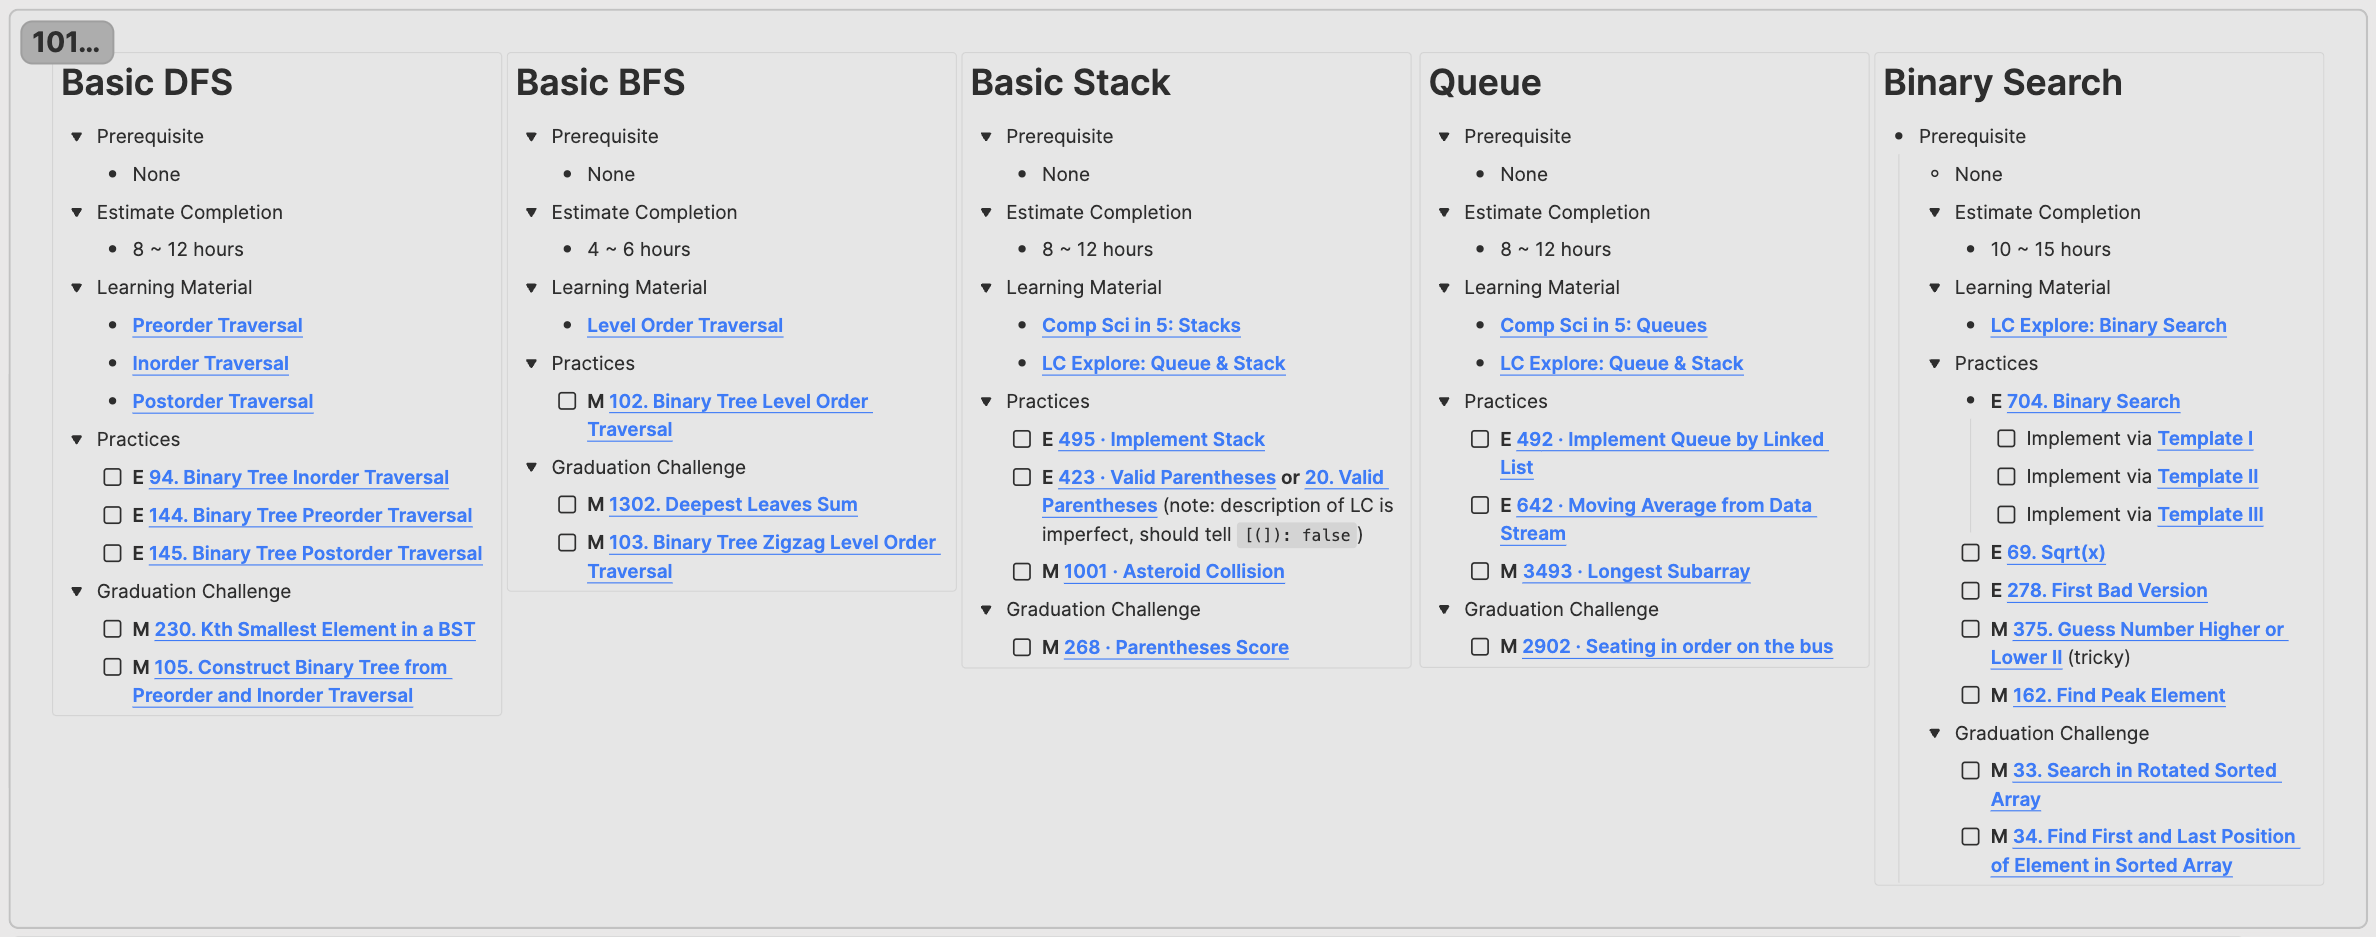 101...
Basic DFS
Prerequisite
None
Estimate Completion
8 ~ 12 hours
Learning Material
Preorder Traversal
Inorder Traversal
Postorder Traversal
Practices
E 94. Binary Tree Inorder Traversal
E 144. Binary Tree Preorder Traversal
E 145. Binary Tree Postorder Traversal
Graduation Challenge
M 230. Kth Smallest Element in a BST
M 105. Construct Binary Tree from
Preorder and Inorder Traversal
Basic BFS
Prerequisite
None
Estimate Completion
4 ~ 6 hours
Learning Material
Level Order Traversal
Practices
M 102. Binary Tree Level Order
Traversal
Graduation Challenge
M 1302. Deepest Leaves Sum
M 103. Binary Tree Zigzag Level Order
Traversal
Basic Stack
Prerequisite
None
Estimate Completion
8 ~ 12 hours
Learning Material
Comp Sci in 5: Stacks
LC Explore: Queue & Stack
Practices
E 495 · Implement Stack
E 423 · Valid Parentheses or 20. Valid
Parentheses (note: description of LC is
imperfect, should tell [(]): false)
M 1001 · Asteroid Collision
Graduation Challenge
M 268 · Parentheses Score
Queue
Prerequisite
None
Estimate Completion
8 ~ 12 hours
Learning Material
Comp Sci in 5: Queues
LC Explore: Queue & Stack
Practices
E 492 · Implement Queue by Linked
List
E 642 · Moving Average from Data
Stream
M 3493 · Longest Subarray
Graduation Challenge
M 2902 · Seating in order on the bus
Binary Search
Prerequisite
None
Estimate Completion
10 ~ 15 hours
Learning Material
LC Explore: Binary Search
Practices
E 704. Binary Search
Implement via Template I
Implement via Template II
Implement via Template III
E 69. Sqrt(x)
E 278. First Bad Version
M 375. Guess Number Higher or
Lower II (tricky)
M 162. Find Peak Element
Graduation Challenge
M 33. Search in Rotated Sorted
Array
M 34. Find First and Last Position
of Element in Sorted Array